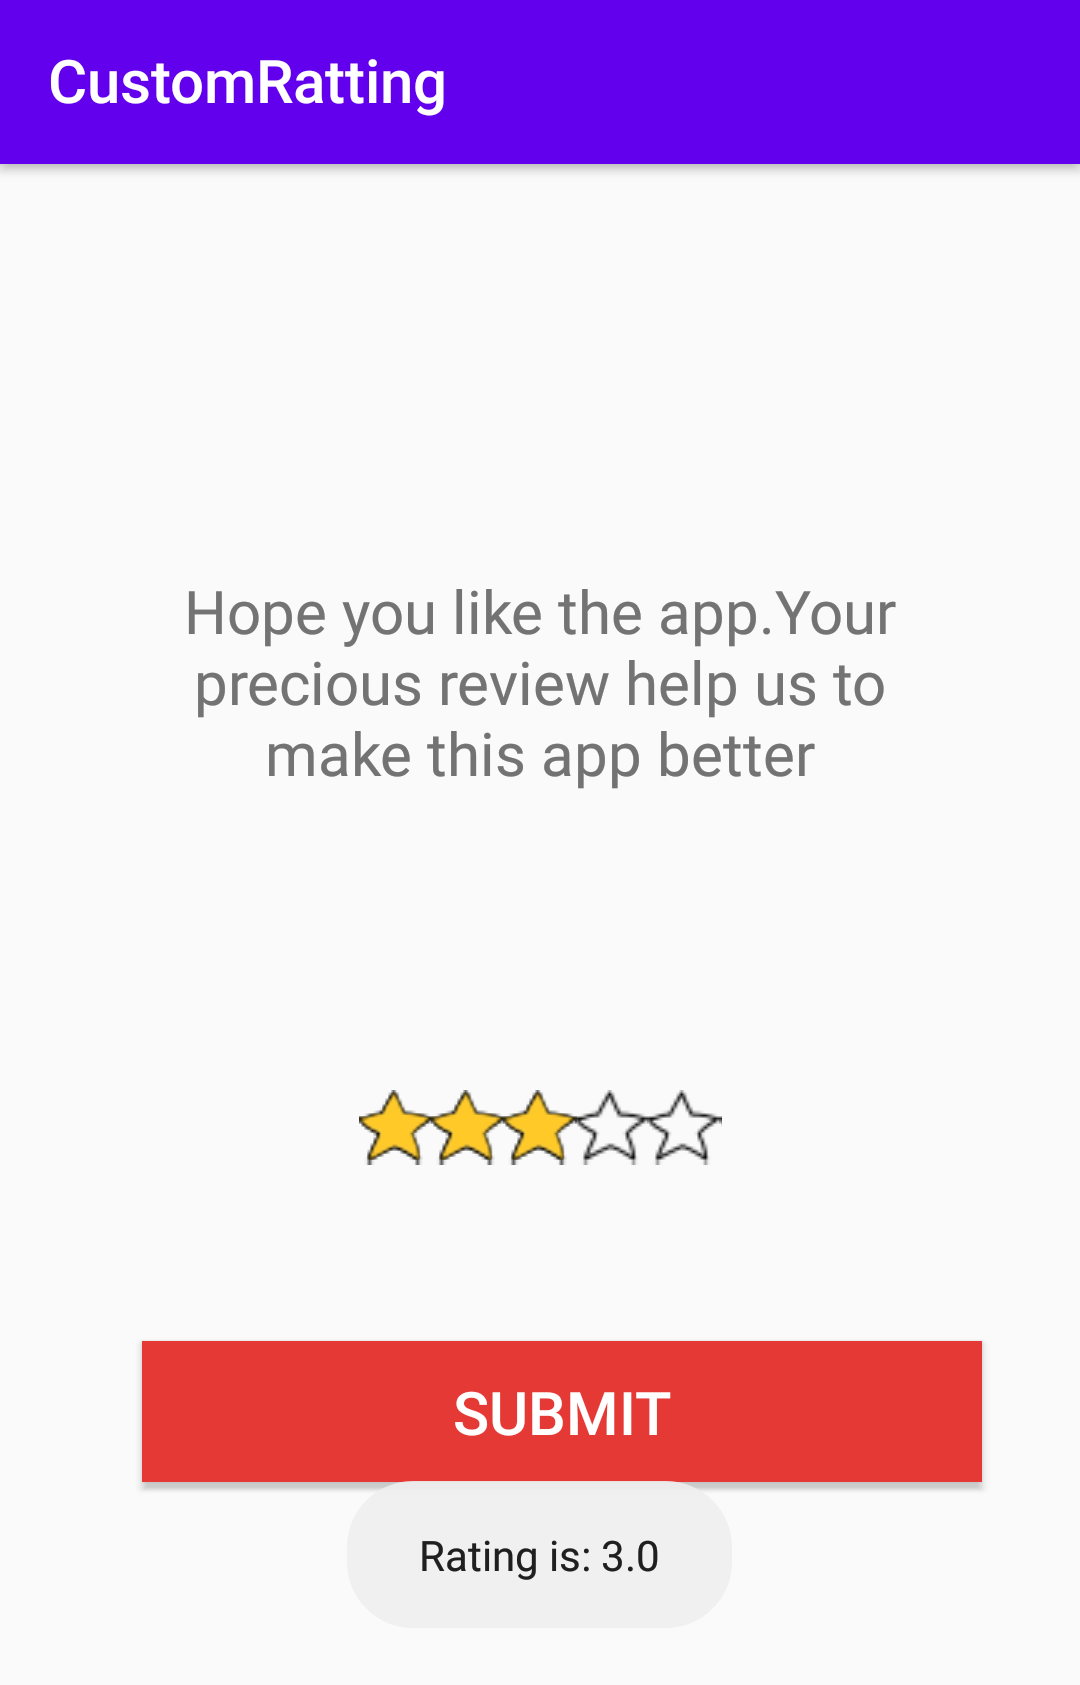 CustomRatting
Hope you like the app.Your
precious review help us to
make this app better
SUBMIT
Rating is: 3.0